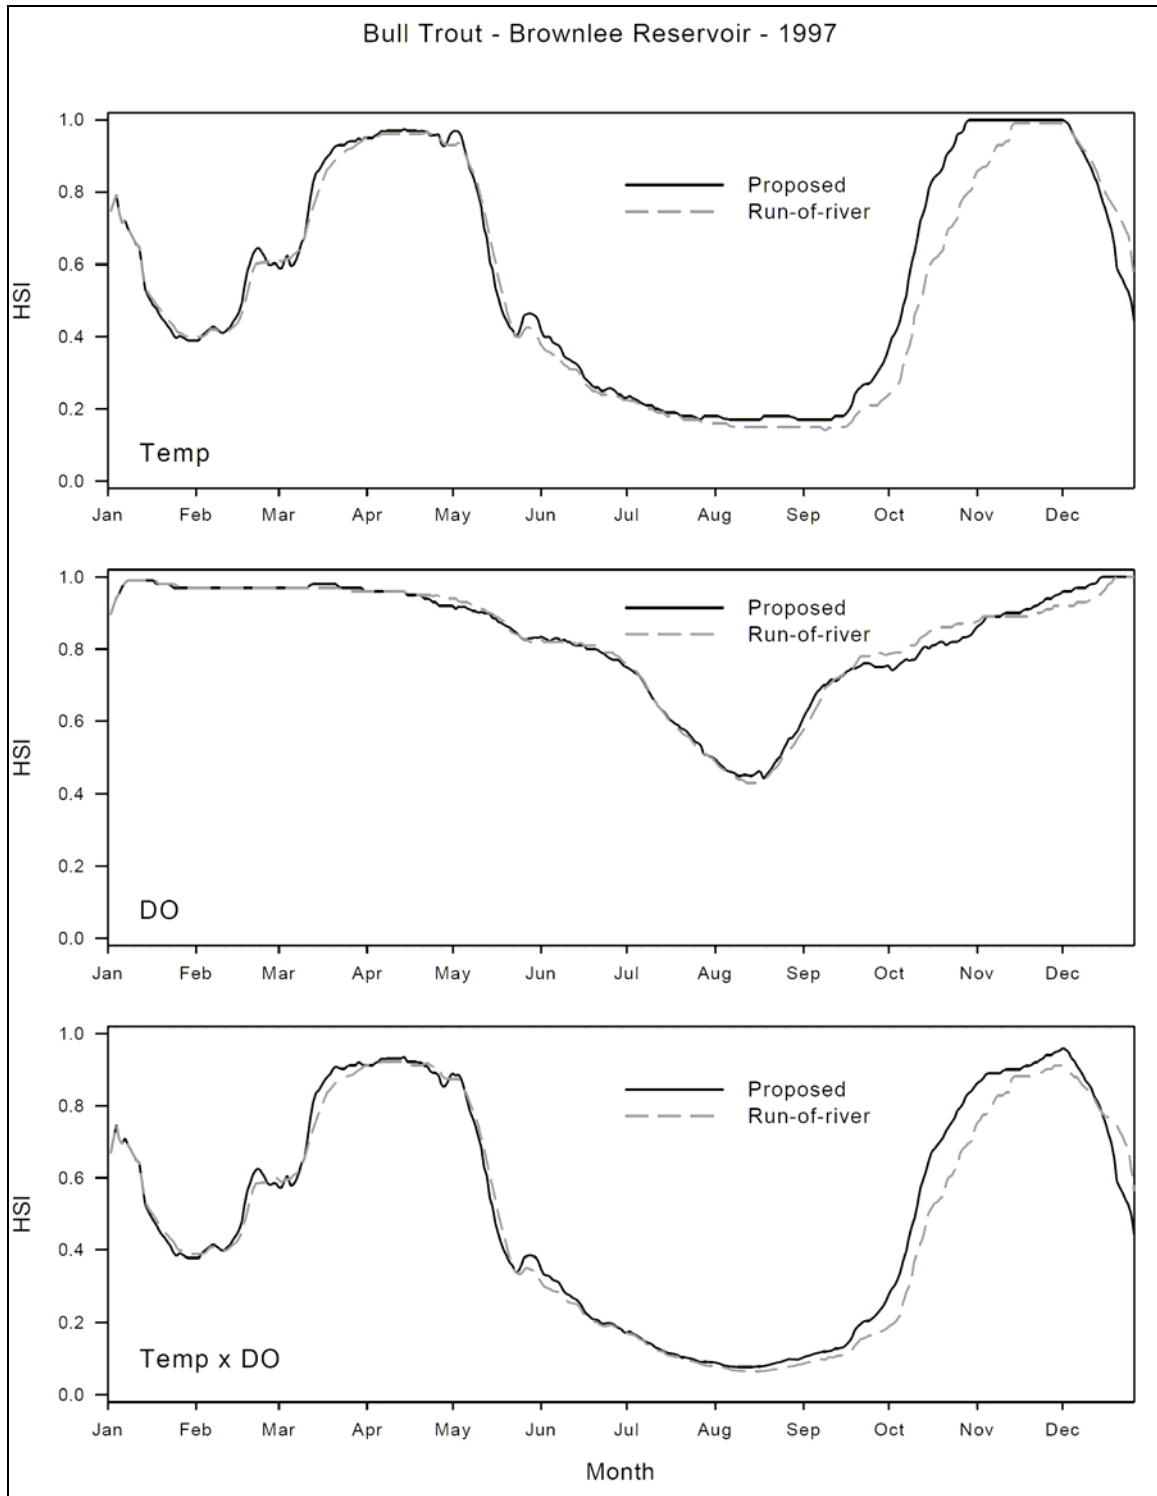 Bull Trout - Brownlee Reservoir - 1997
1.0
0.8
0.6
0.4
0.2
0.0
HSI
Proposed
Run-of-river
Temp
Jan Feb Mar Apr May Jun Jul Aug Sep Oct Nov Dec
1.0
0.8
0.6
0.4
0.2
0.0
HSI
Proposed
Run-of-river
DO
Jan Feb Mar Apr May Jun Jul Aug Sep Oct Nov Dec
1.0
0.8
0.6
0.4
0.2
0.0
HSI
Proposed
Run-of-river
Temp x DO
Jan Feb Mar Apr May Jun Jul Aug Sep Oct Nov Dec
Month